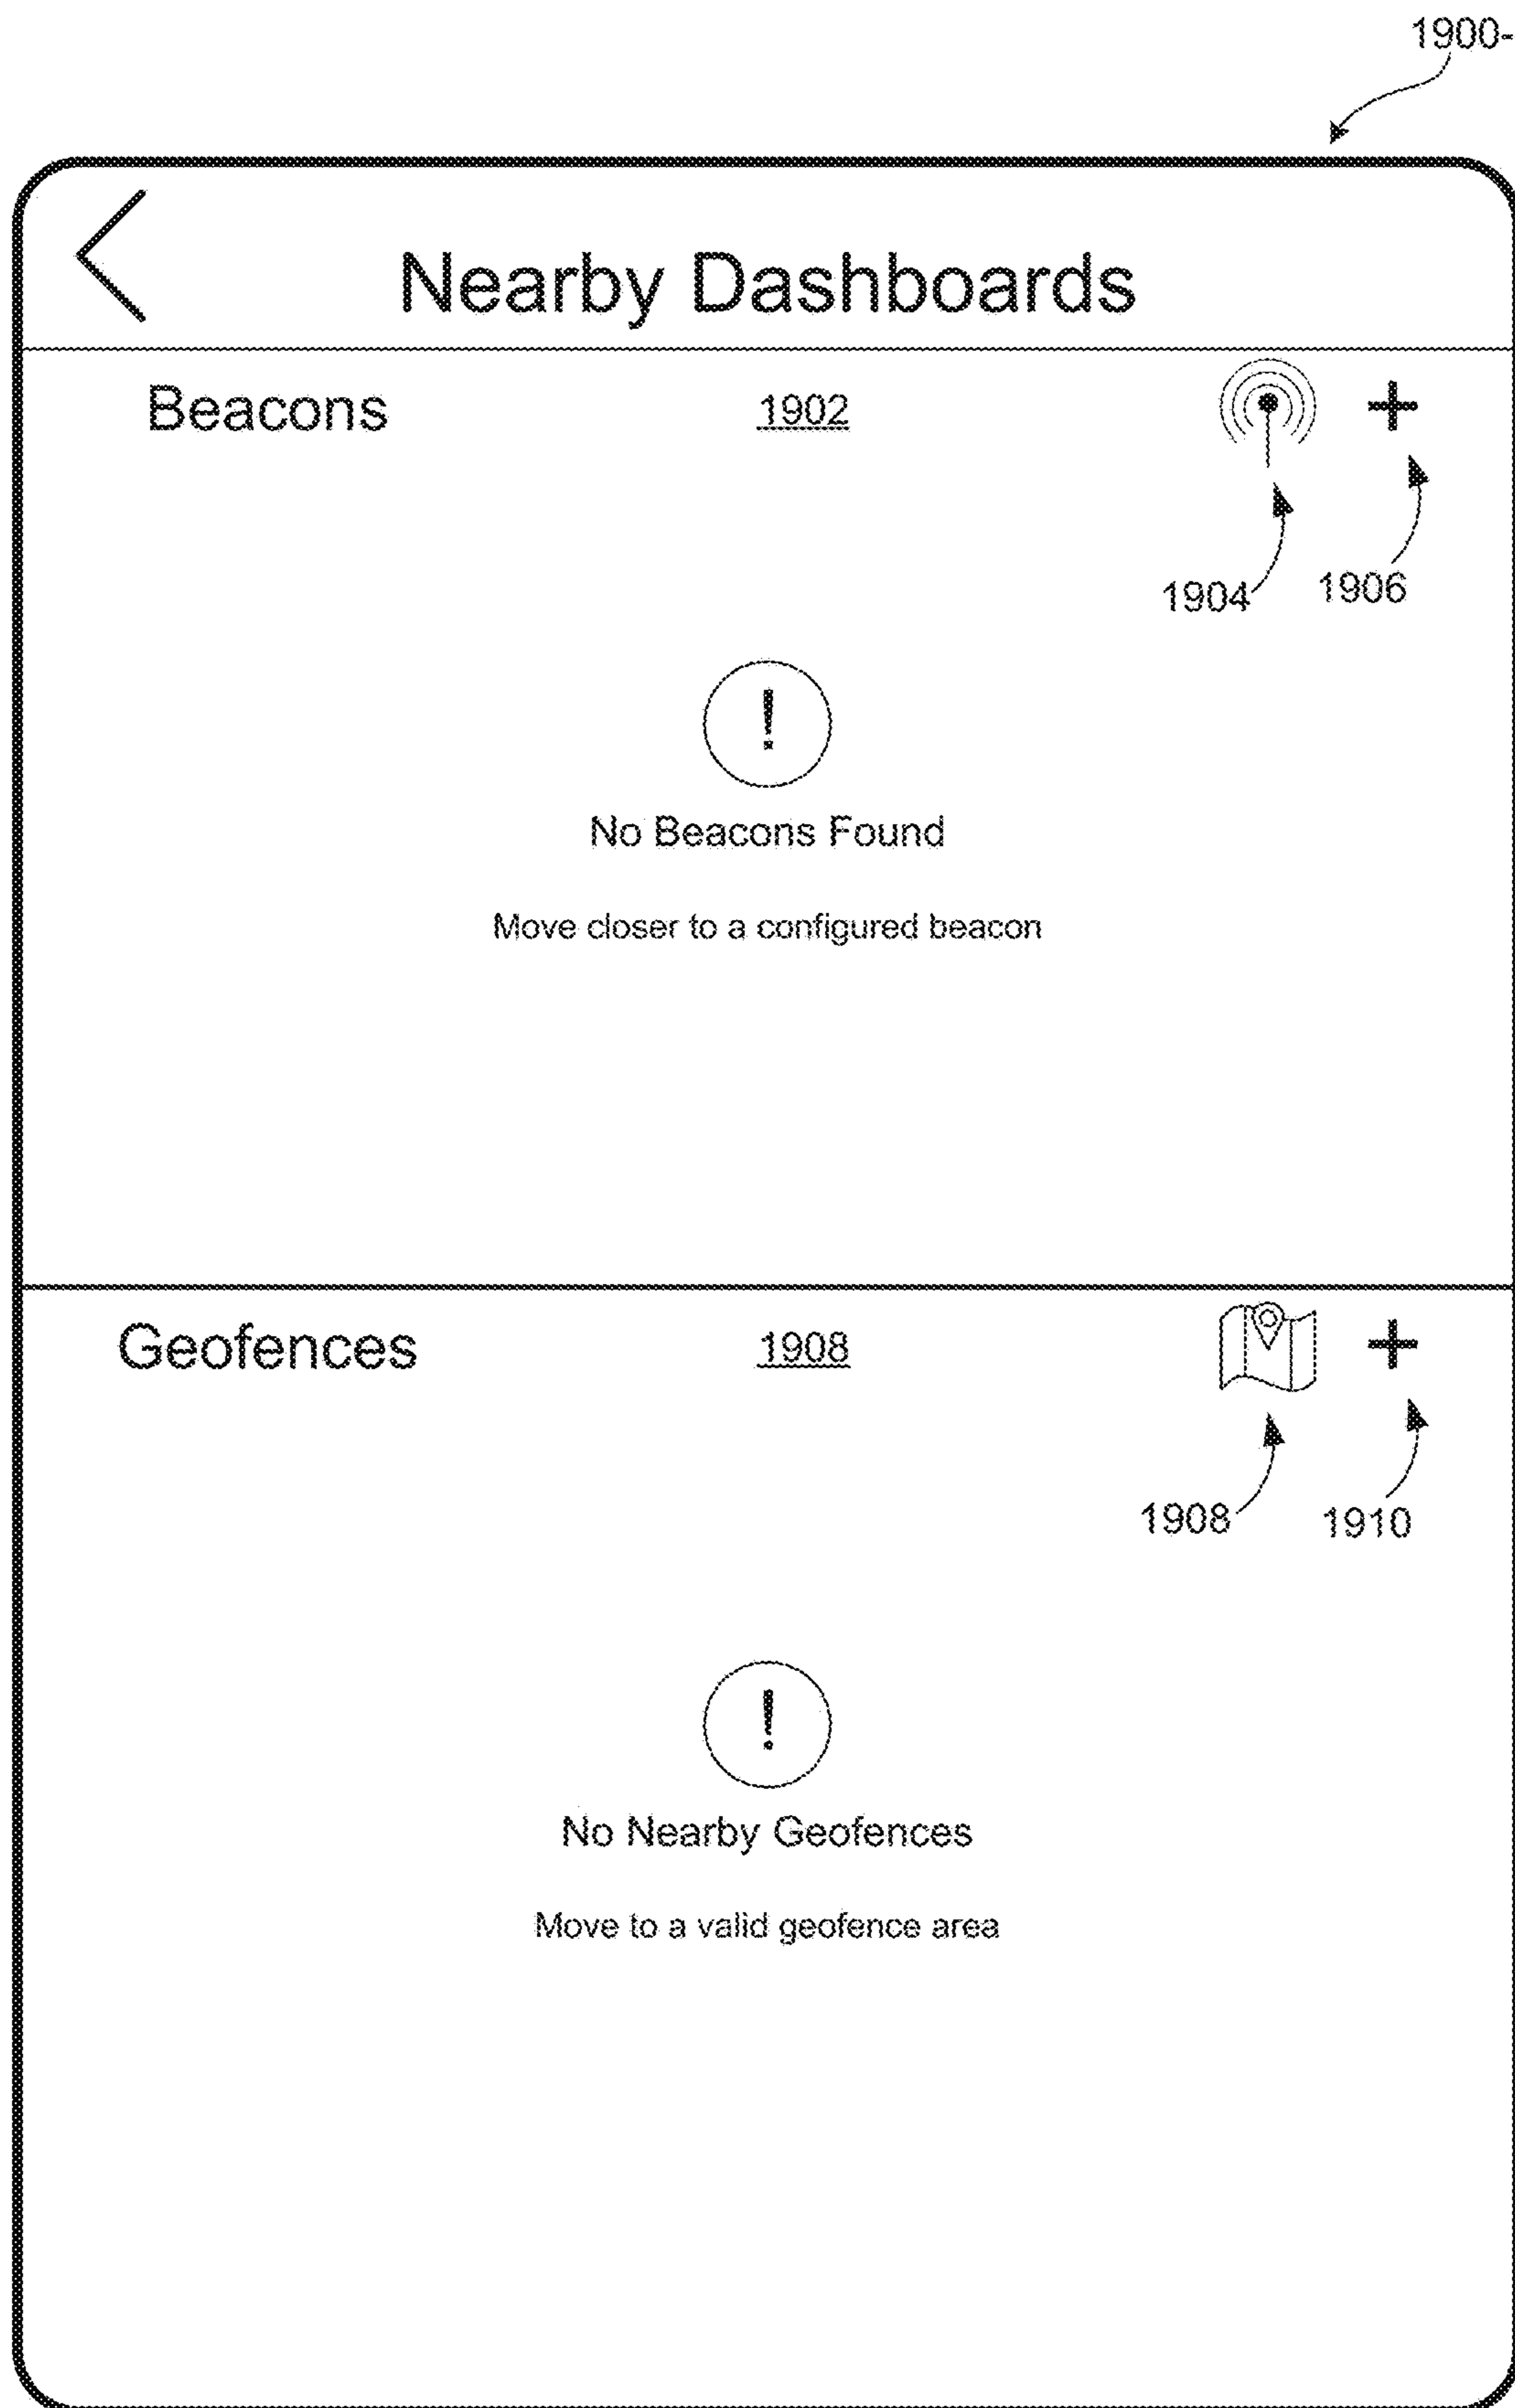 1900-
Nearby Dashboards
Beacons 1902 +
1904 1906
!
No Beacons Found
Move closer to a configured beacon
Geofences 1908 +
1908 1910
!
No Nearby Geofences
Move to a valid geofence area